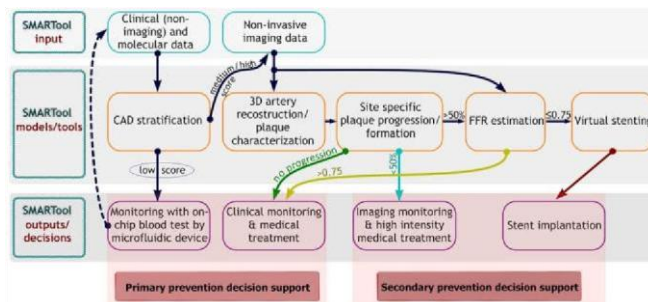 SMARTool
input
Clinical (non-
imaging) and
molecular data
Non-invasive
imaging data
medium/high
score
SMARTool
models/tools
CAD stratification
3D artery
recostruction/
plaque
characterization
Site specific
plaque progression/
formation
>50%
FFR estimation
≤0.75
Virtual stenting
low score
no progression
>0.75
<50%
SMARTool
outputs/
decisions
Monitoring with on-
chip blood test by
microfluidic device
Clinical monitoring
& medical
treatment
Imaging monitoring
& high intensity
medical treatment
Stent implantation
Primary prevention decision support
Secondary prevention decision support